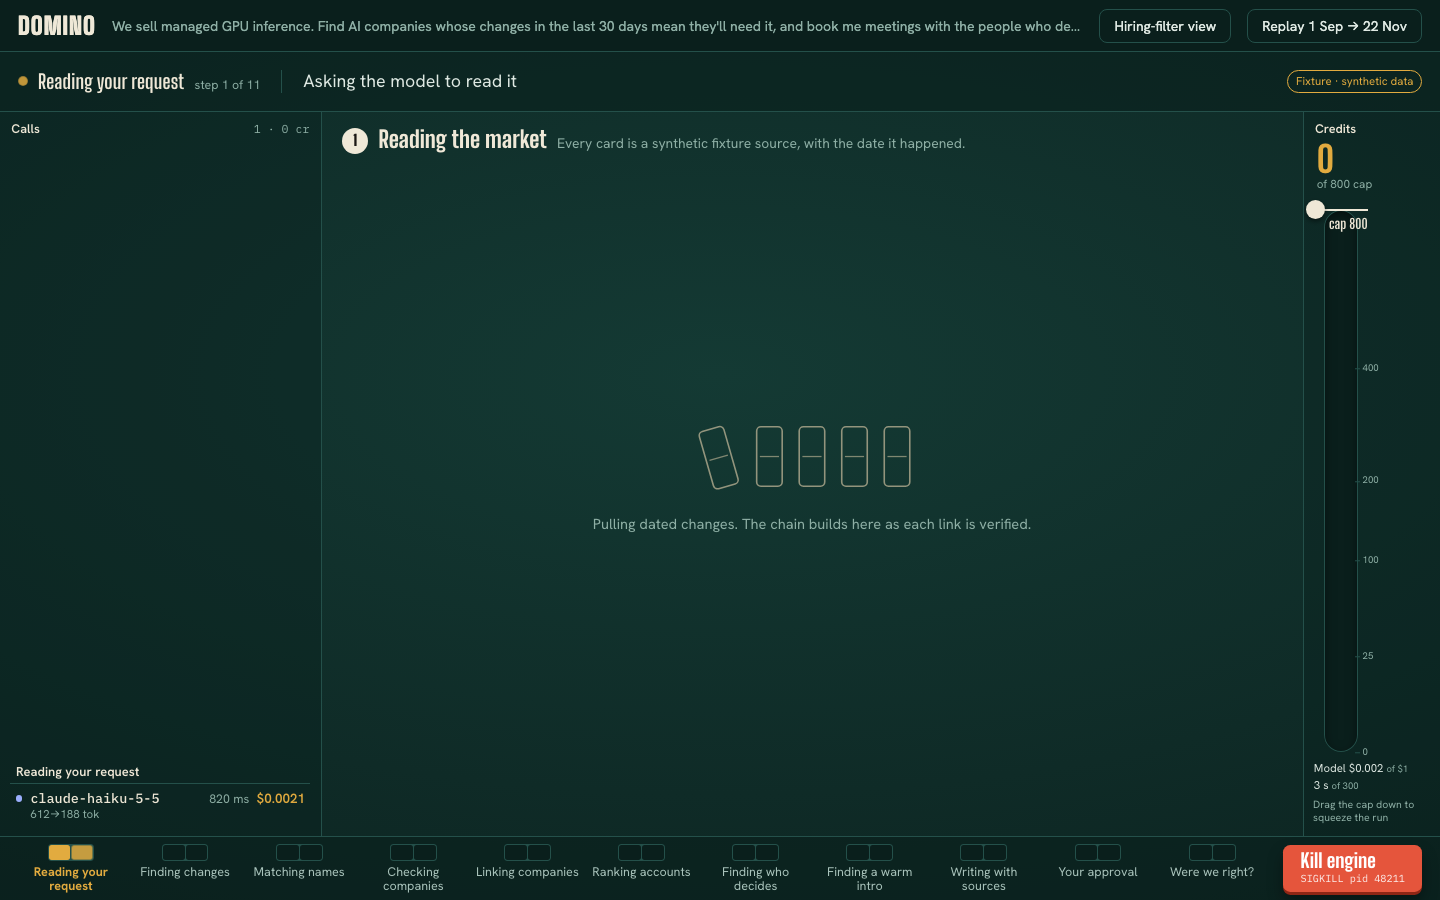 DOMINO
We sell managed GPU inference. Find AI companies whose changes in the last 30 days mean they'll need it, and book me meetings with the people who de...
Hiring-filter view
Replay 1 Sep → 22 Nov
Reading your request
step 1 of 11
Asking the model to read it
Fixture · synthetic data
Calls
1 · 0 cr
1
Reading the market
Every card is a synthetic fixture source, with the date it happened.
Pulling dated changes. The chain builds here as each link is verified.
Credits
0
of 800 cap
cap 800
400
200
100
25
0
Model $0.002 of $1
3 s of 300
Drag the cap down to
squeeze the run
Reading your request
claude-haiku-5-5
820 ms
$0.0021
612→188 tok
Reading your
request
Finding changes
Matching names
Checking
companies
Linking companies
Ranking accounts
Finding who
decides
Finding a warm
intro
Writing with
sources
Your approval
Were we right?
Kill engine
SIGKILL pid 48211